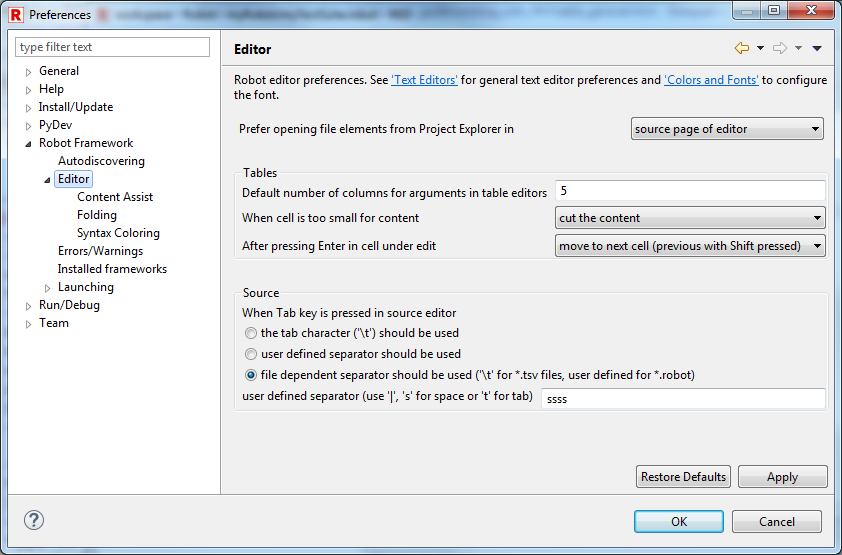 Preferences
type filter text
General
Help
Install/Update
PyDev
Robot Framework
Autodiscovering
Editor
Content Assist
Folding
Syntax Coloring
Errors/Warnings
Installed frameworks
Launching
Run/Debug
Team
Editor
Robot editor preferences. See 'Text Editors' for general text editor preferences and 'Colors and Fonts' to configure
the font.
Prefer opening file elements from Project Explorer in source page of editor
Tables
Default number of columns for arguments in table editors 5
When cell is too small for content cut the content
After pressing Enter in cell under edit move to next cell (previous with Shift pressed)
Source
When Tab key is pressed in source editor
the tab character ('\t') should be used
user defined separator should be used
file dependent separator should be used ('\t' for *.tsv files, user defined for *.robot)
user defined separator (use '|', 's' for space or 't' for tab) ssss
Restore Defaults Apply
OK Cancel